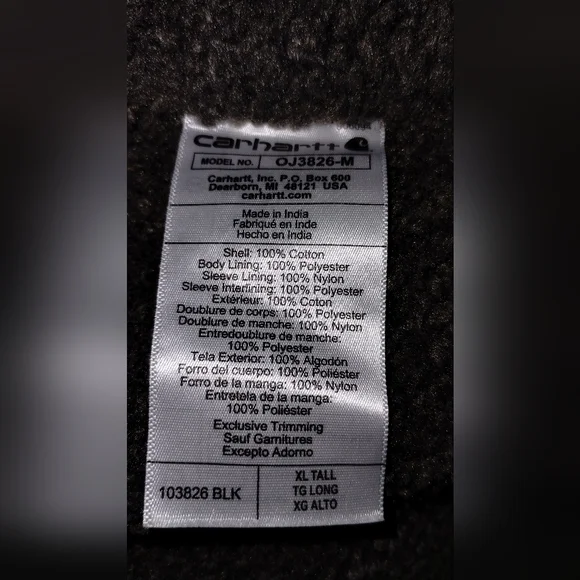 carhartt
MODEL NO. OJ3826-M
Carhartt, Inc. P.O. Box 600
Dearborn, MI 48121 USA
carhartt.com
Made in India
Fabriqué en Inde
Hecho en India
Shell: 100% Cotton
Body Lining: 100% Polyester
Sleeve Lining: 100% Nylon
Sleeve Interlining: 100% Polyester
Extérieur: 100% Coton
Doublure de corps: 100% Polyester
Doublure de manche: 100% Nylon
Entredoublure de manche:
100% Polyester
Tela Exterior: 100% Algodón
Forro del cuerpo: 100% Poliéster
Forro de la manga: 100% Nylon
Entretela de la manga:
100% Poliéster
Exclusive Trimming
Sauf Garnitures
Excepto Adorno
103826 BLK
XL TALL
TG LONG
XG ALTO